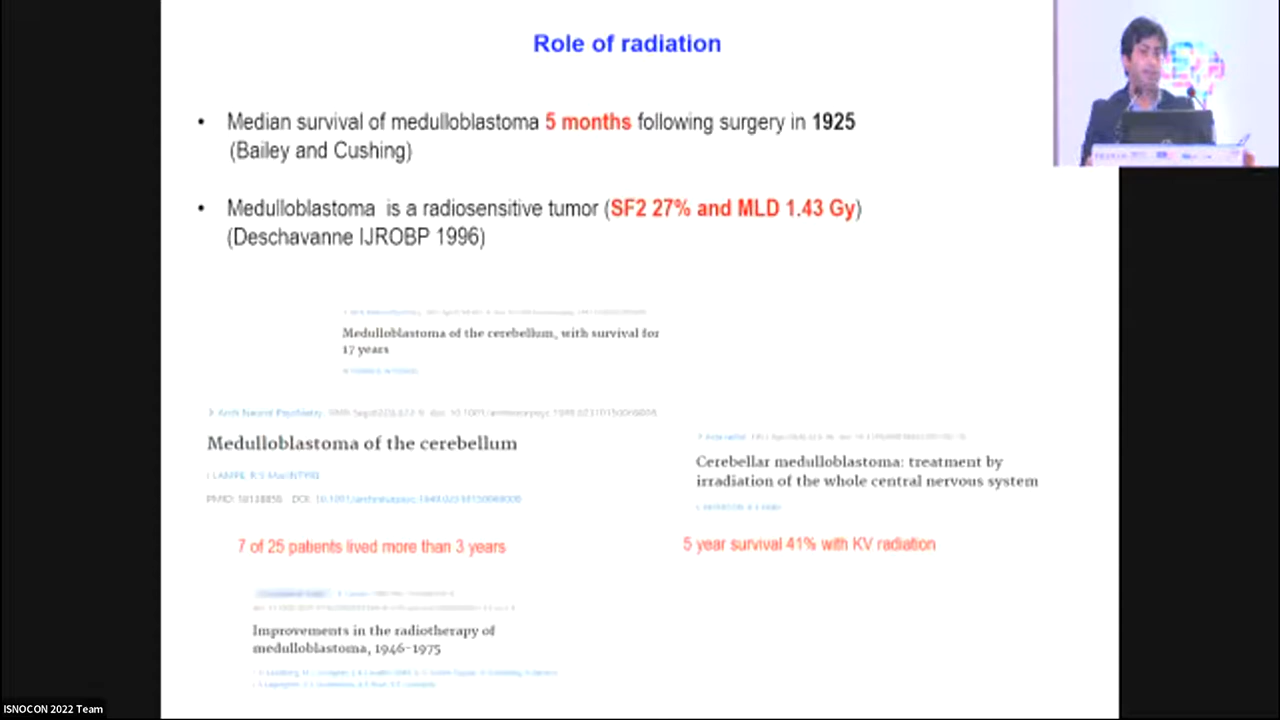 Role of radiation
• Median survival of medulloblastoma 5 months following surgery in 1925
(Bailey and Cushing)
• Medulloblastoma is a radiosensitive tumor (SF2 27% and MLD 1.43 Gy)
(Deschavanne IJROBP 1996)
Medulloblastoma of the cerebellum, with survival for
17 years
Medulloblastoma of the cerebellum
Cerebellar medulloblastoma: treatment by
irradiation of the whole central nervous system
7 of 25 patients lived more than 3 years
5 year survival 41% with KV radiation
Improvements in the radiotherapy of
medulloblastoma, 1946-1975
ISNOCON 2022 Team